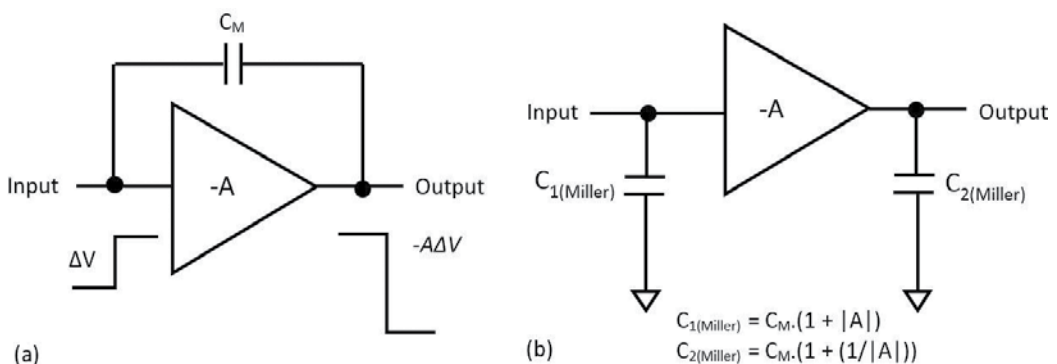 C_M
Input
-A
Output
ΔV
-AΔV
(a)
Input
-A
Output
C_1(Miller)
C_2(Miller)
C_1(Miller) = C_M.(1 + |A|)
C_2(Miller) = C_M.(1 + (1/|A|))
(b)